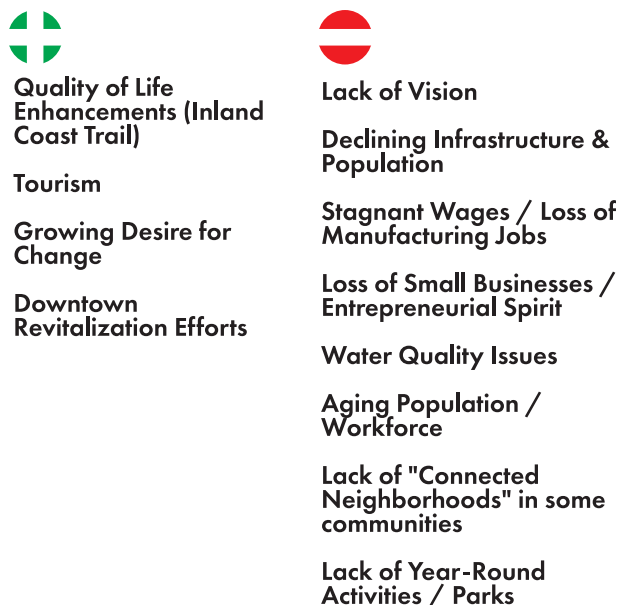 Quality of Life
Enhancements (Inland
Coast Trail)
Tourism
Growing Desire for
Change
Downtown
Revitalization Efforts
Lack of Vision
Declining Infrastructure &
Population
Stagnant Wages / Loss of
Manufacturing Jobs
Loss of Small Businesses /
Entrepreneurial Spirit
Water Quality Issues
Aging Population /
Workforce
Lack of "Connected
Neighborhoods" in some
communities
Lack of Year-Round
Activities / Parks